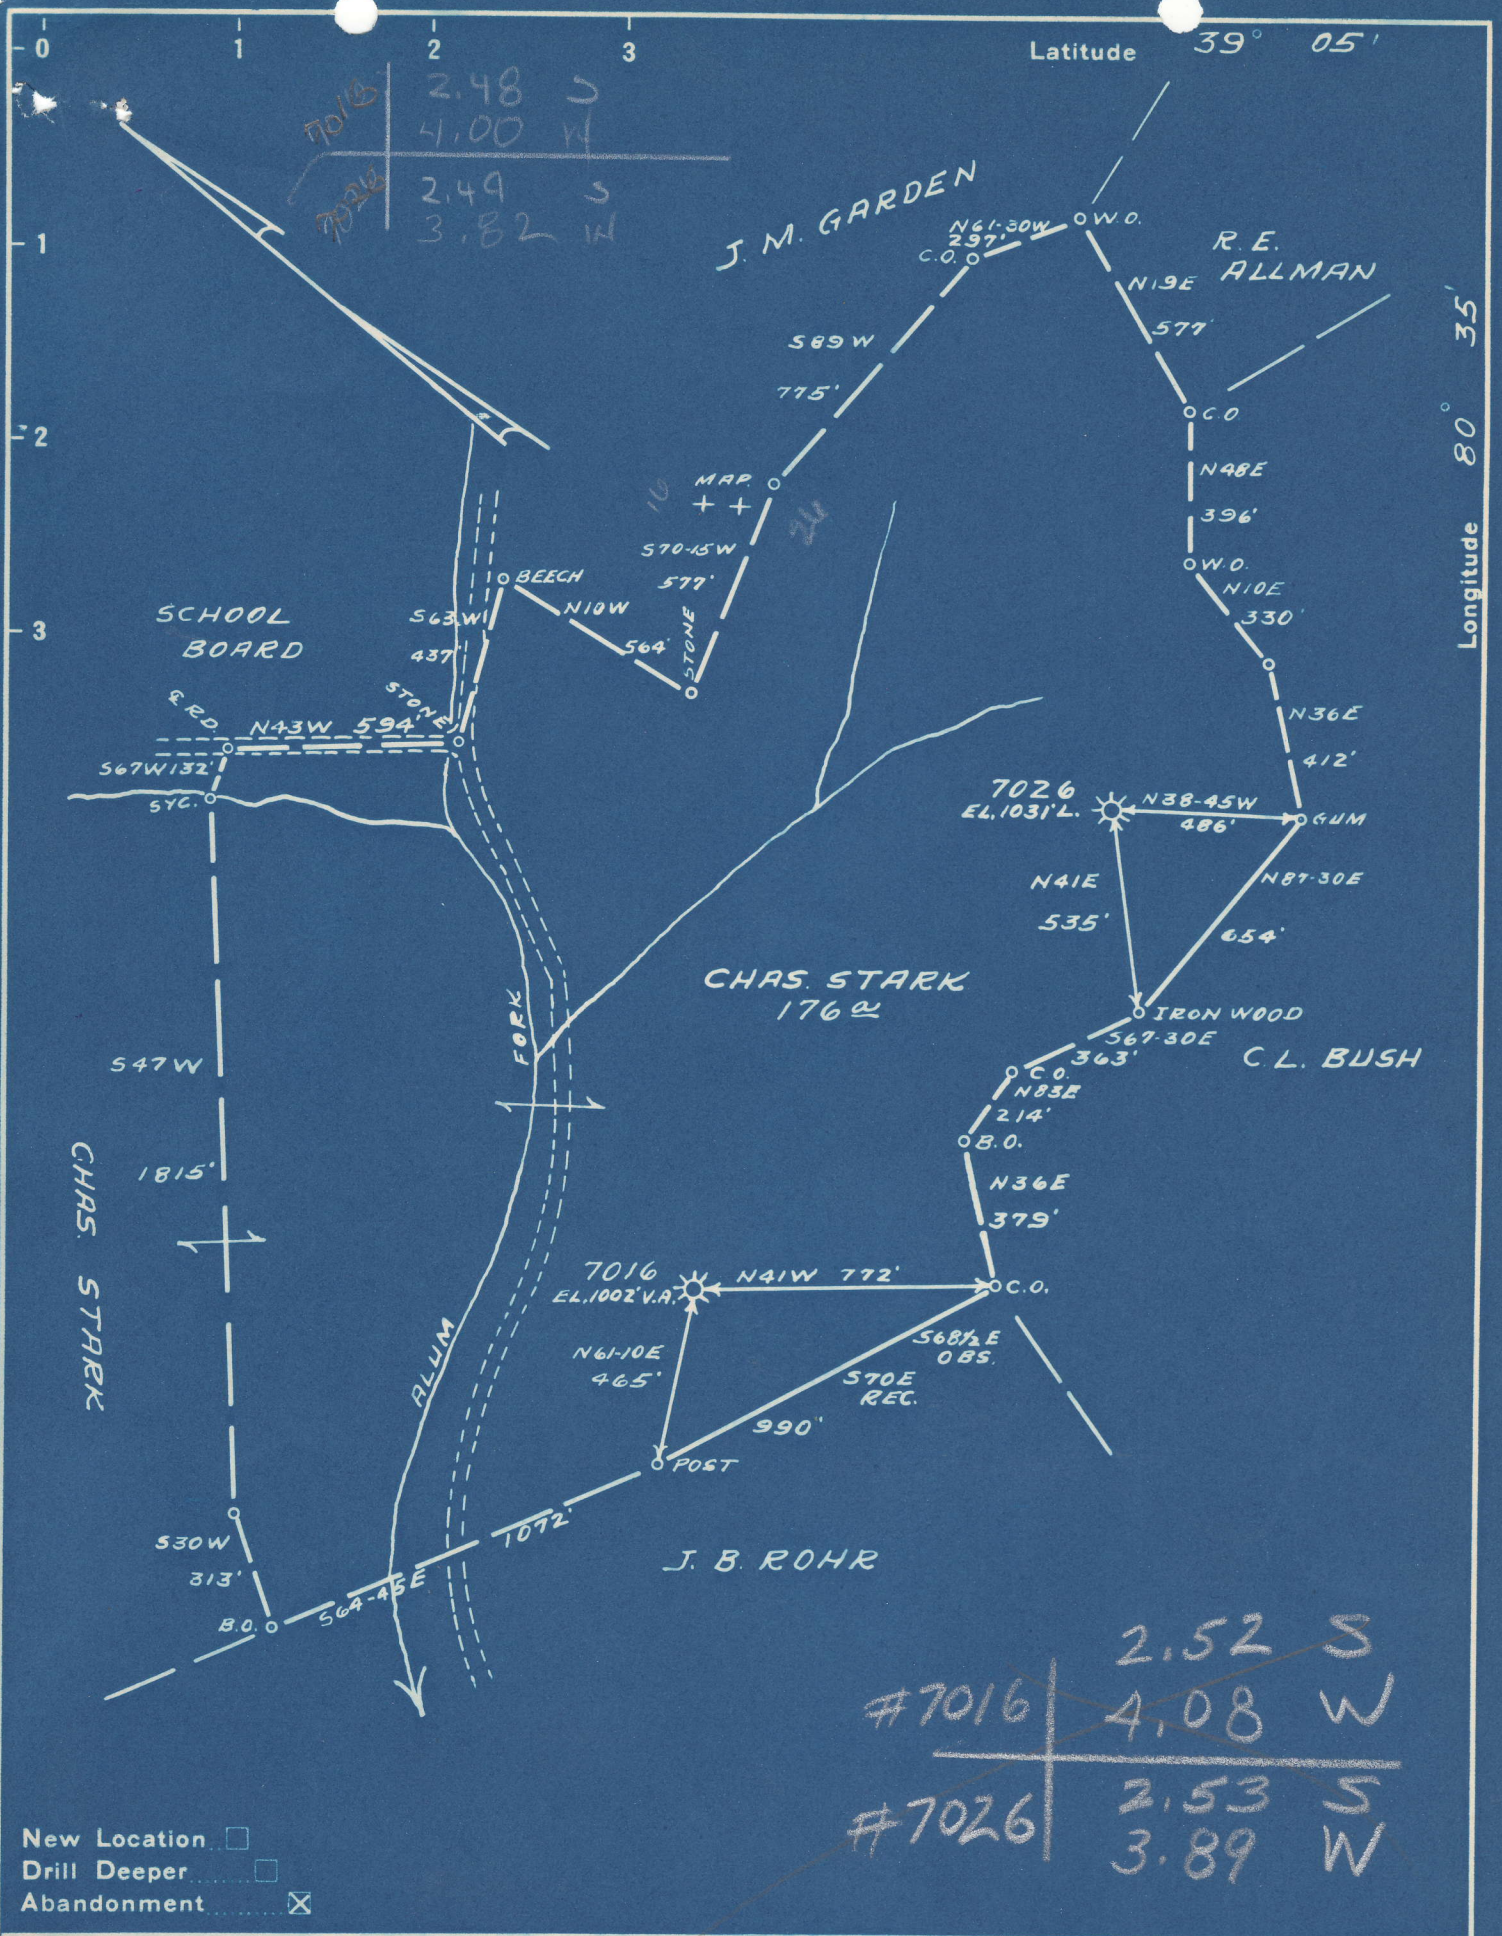 0 1 2 3
Latitude 39° 05'
7016
2.48 S
4.00 W
7026
2.49 S
3.82 W
1
2
3
Longitude 80° 35'
J. M. GARDEN
N61-30W
297'
C.O.
W.O.
R. E.
ALLMAN
N19E
577'
S89W
775'
C.O
N48E
396'
MAP.
++
16
26
S70-15W
577'
STONE
W.O.
N10E
330'
BEECH
N10W
564'
SCHOOL
BOARD
S63W
437'
STONE
℄ RD.
N43W 594'
S67W 132'
SYC.
N36E
412'
7026
EL. 1031' L.
N38-45W
486'
GUM
N41E
535'
N87-30E
654'
CHAS. STARK
176 a
IRON WOOD
S67-30E
363'
C. L. BUSH
C.O.
N83E
214'
B.O.
N36E
379'
FORK
S47W
1815'
CHAS. STARK
7016
EL. 1002' V.A.
N41W 772'
C.O.
N61-10E
465'
S68½E
OBS.
S70E
REC.
990'
ALUM
POST
1072'
S64-45E
S30W
313'
B.O.
J. B. ROHR
2.52 S
#7016 4.08 W
2.53 S
#7026
3.89 W
New Location
Drill Deeper
Abandonment X